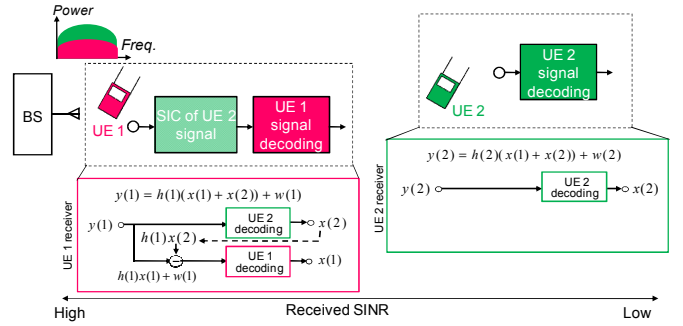 Power
Freq.
BS
UE 1
SIC of UE 2
signal
UE 1
signal
decoding
UE 2
UE 2
signal
decoding
UE 1 receiver
y(1) = h(1)( x(1) + x(2)) + w(1)
y(1)
UE 2
decoding
x(2)
h(1)x(2)
−
UE 1
decoding
x(1)
h(1)x(1) + w(1)
UE 2 receiver
y(2) = h(2)( x(1) + x(2)) + w(2)
y(2)
UE 2
decoding
x(2)
High
Received SINR
Low